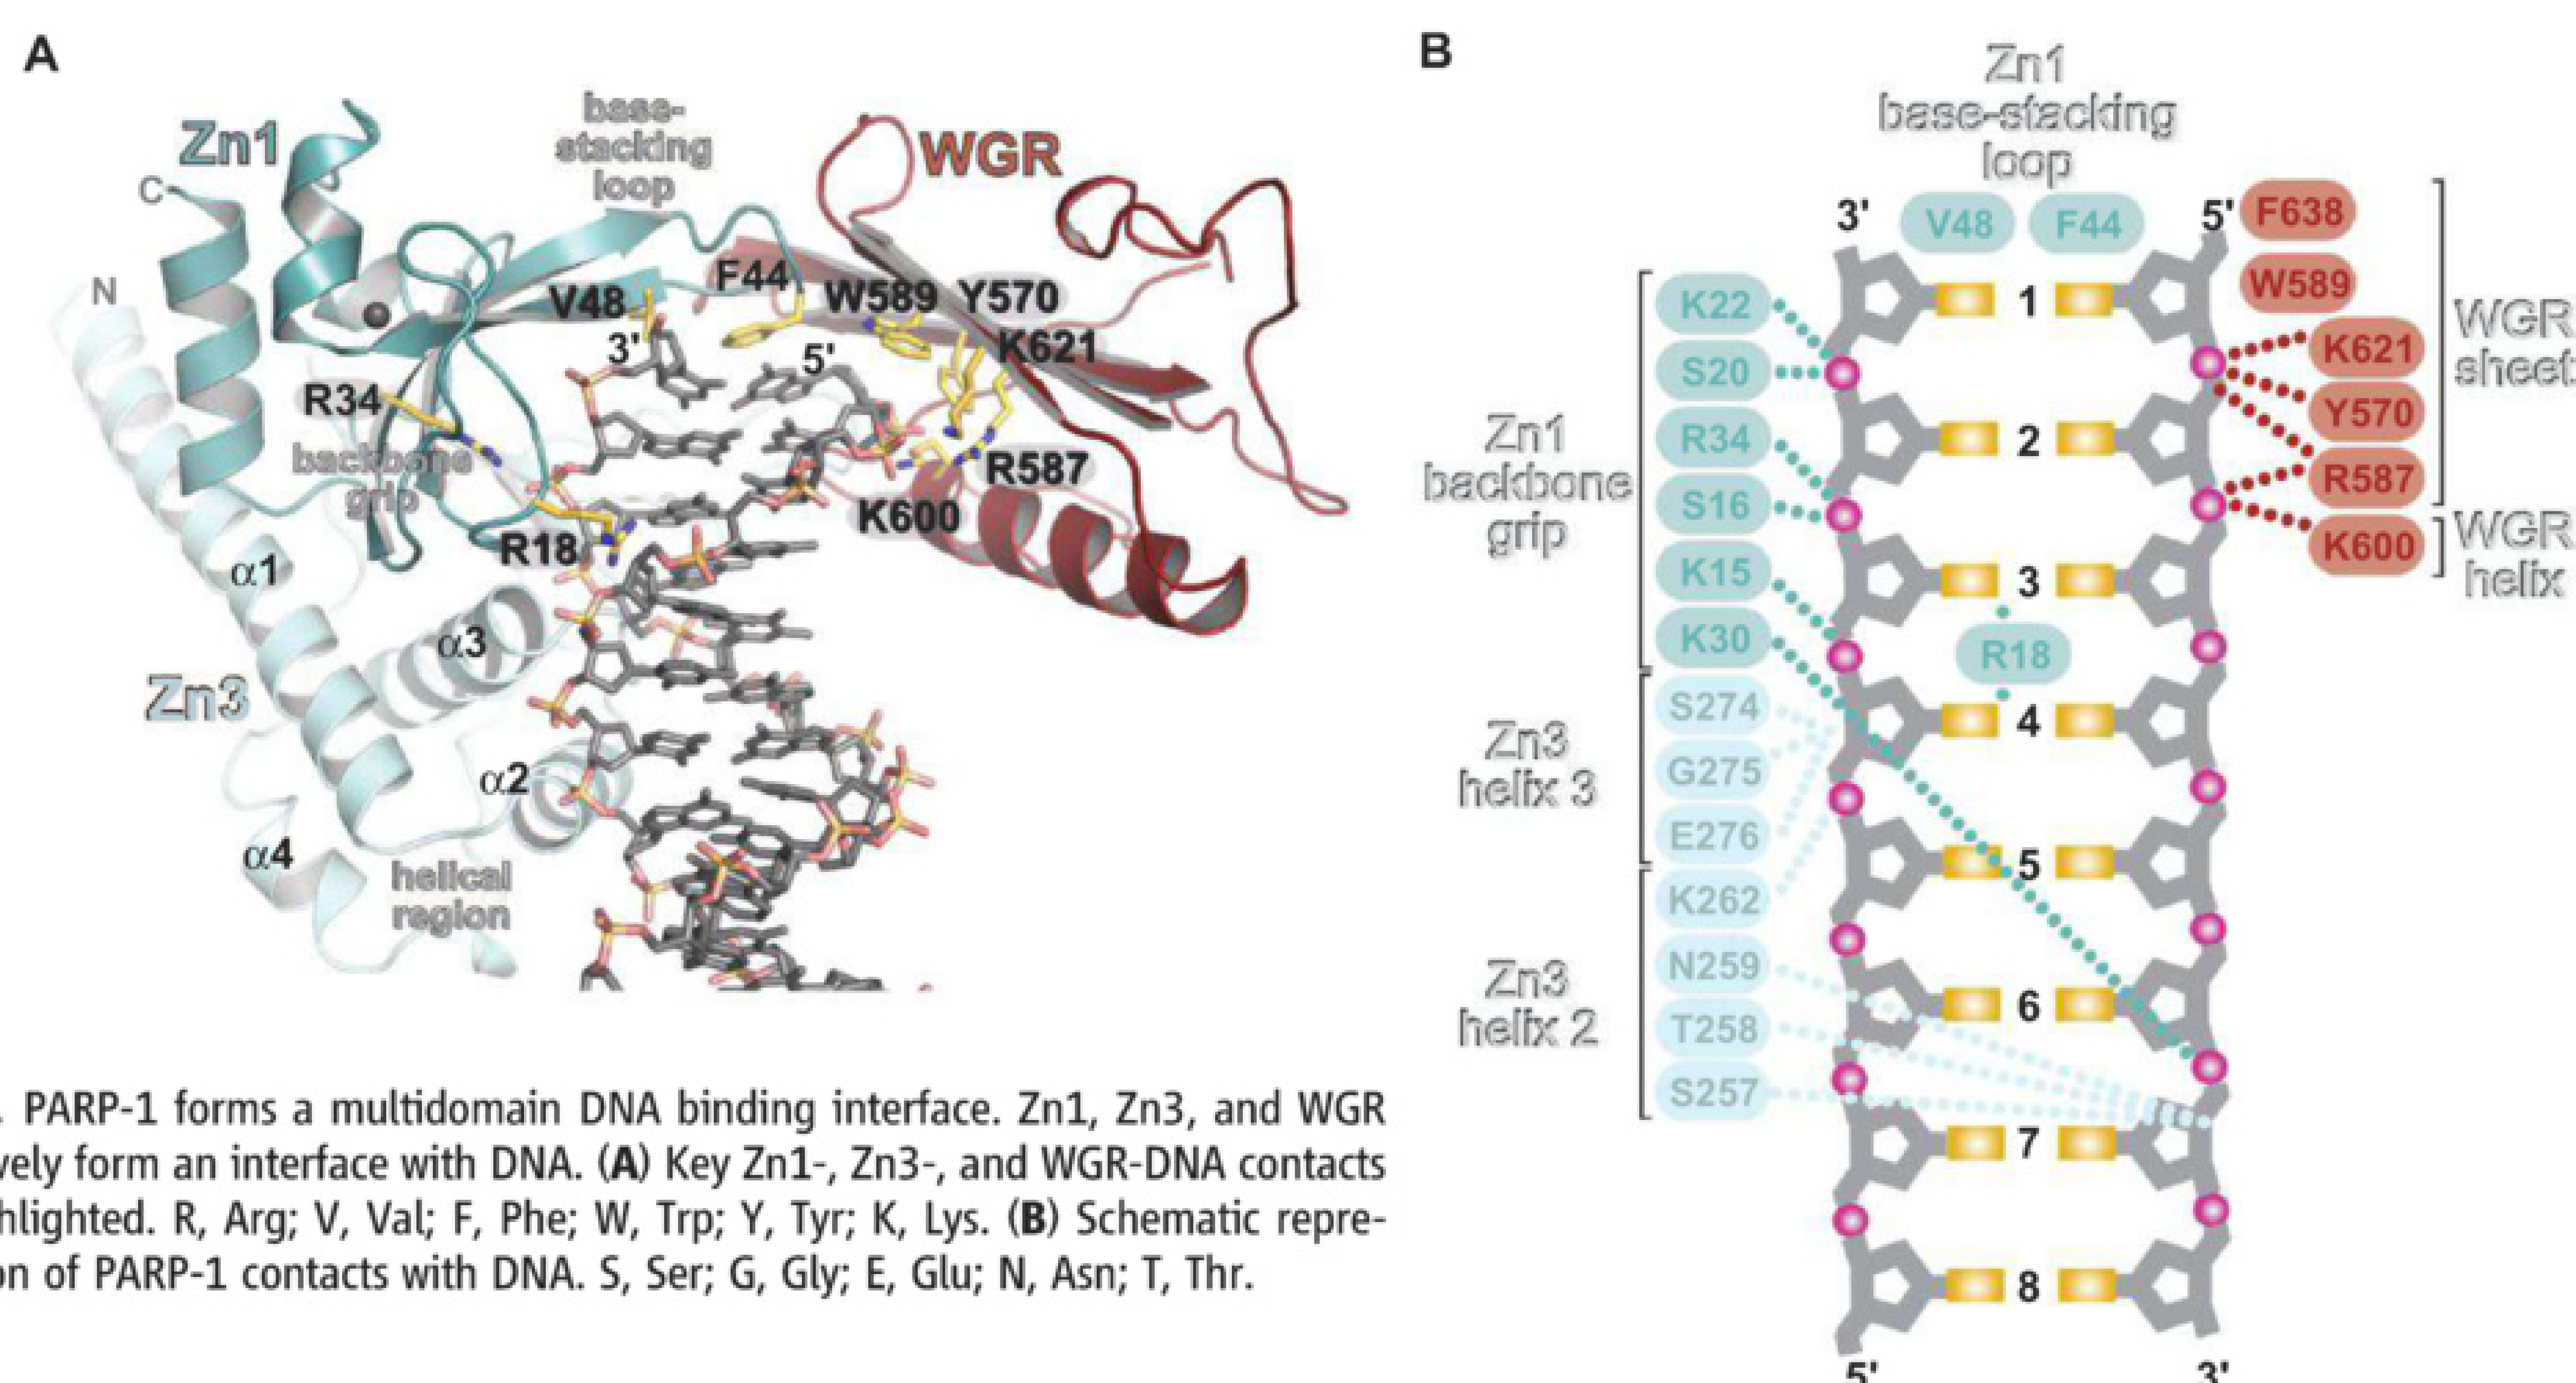 A
Zn1
C
N
base-
stacking
loop
WGR
V48
F44
W589
Y570
K621
3'
5'
R34
backbone
grip
R587
K600
R18
α1
α3
Zn3
α2
α4
helical
region
. PARP-1 forms a multidomain DNA binding interface. Zn1, Zn3, and WGR
vely form an interface with DNA. (A) Key Zn1-, Zn3-, and WGR-DNA contacts
hlighted. R, Arg; V, Val; F, Phe; W, Trp; Y, Tyr; K, Lys. (B) Schematic repre-
on of PARP-1 contacts with DNA. S, Ser; G, Gly; E, Glu; N, Asn; T, Thr.
B
Zn1
base-stacking
loop
3'
V48
F44
5'
F638
W589
K621
Y570
R587
K600
WGR
sheet
WGR
helix
Zn1
backbone
grip
K22
S20
R34
S16
K15
K30
Zn3
helix 3
S274
G275
E276
Zn3
helix 2
K262
N259
T258
S257
1
2
3
R18
4
5
6
7
8
5'
3'